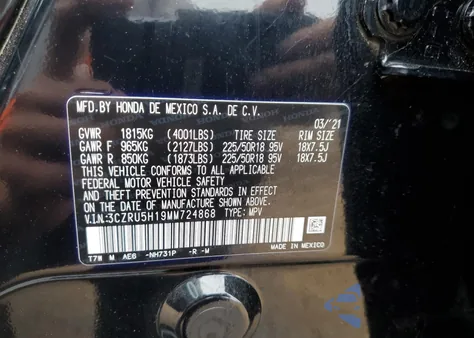 MFD.BY HONDA DE MEXICO S.A. DE C.V.
03/'21
GVWR 1815KG (4001LBS) TIRE SIZE RIM SIZE
GAWR F 965KG (2127LBS) 225/50R18 95V 18X7.5J
GAWR R 850KG (1873LBS) 225/50R18 95V 18X7.5J
THIS VEHICLE CONFORMS TO ALL APPLICABLE
FEDERAL MOTOR VEHICLE SAFETY
AND THEFT PREVENTION STANDARDS IN EFFECT ON THE
DATE OF MANUFACTURE SHOWN ABOVE.
V.I.N:3CZRU5H19MM724868 TYPE: MPV
MADE IN MEXICO
T7W M AE6 -NH731P -R -M